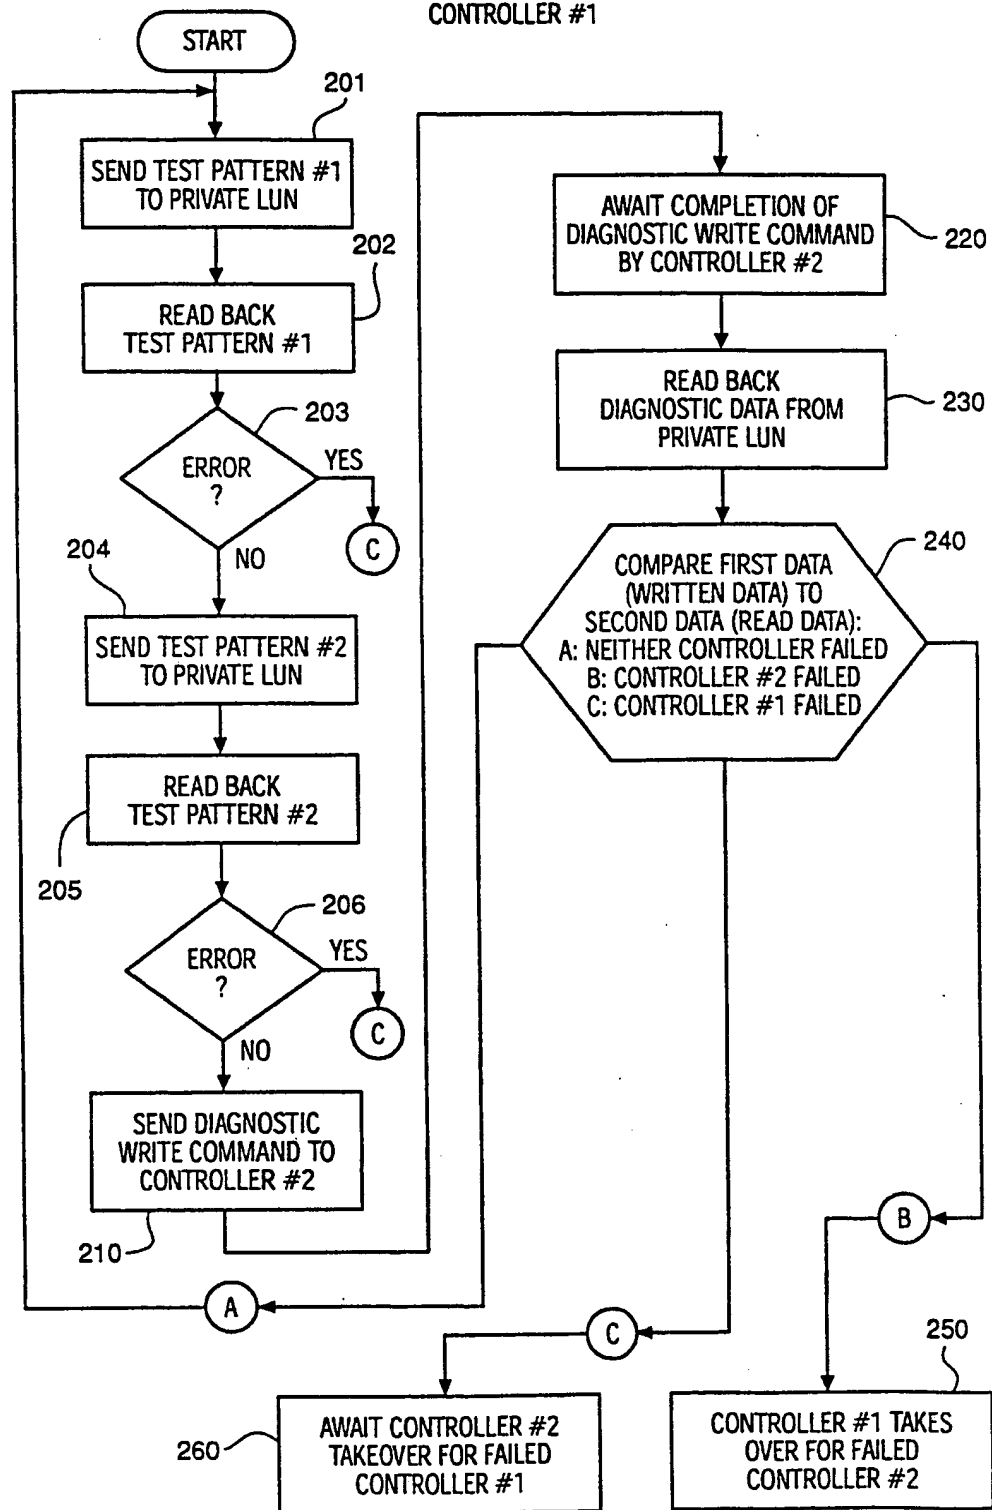 CONTROLLER #1
START
201
SEND TEST PATTERN #1
TO PRIVATE LUN
202
READ BACK
TEST PATTERN #1
203
ERROR
?
YES
C
NO
204
SEND TEST PATTERN #2
TO PRIVATE LUN
READ BACK
TEST PATTERN #2
205
206
ERROR
?
YES
C
NO
SEND DIAGNOSTIC
WRITE COMMAND TO
CONTROLLER #2
210
A
AWAIT COMPLETION OF
DIAGNOSTIC WRITE COMMAND
BY CONTROLLER #2
220
READ BACK
DIAGNOSTIC DATA FROM
PRIVATE LUN
230
240
COMPARE FIRST DATA
(WRITTEN DATA) TO
SECOND DATA (READ DATA):
A: NEITHER CONTROLLER FAILED
B: CONTROLLER #2 FAILED
C: CONTROLLER #1 FAILED
B
C
250
260
AWAIT CONTROLLER #2
TAKEOVER FOR FAILED
CONTROLLER #1
CONTROLLER #1 TAKES
OVER FOR FAILED
CONTROLLER #2